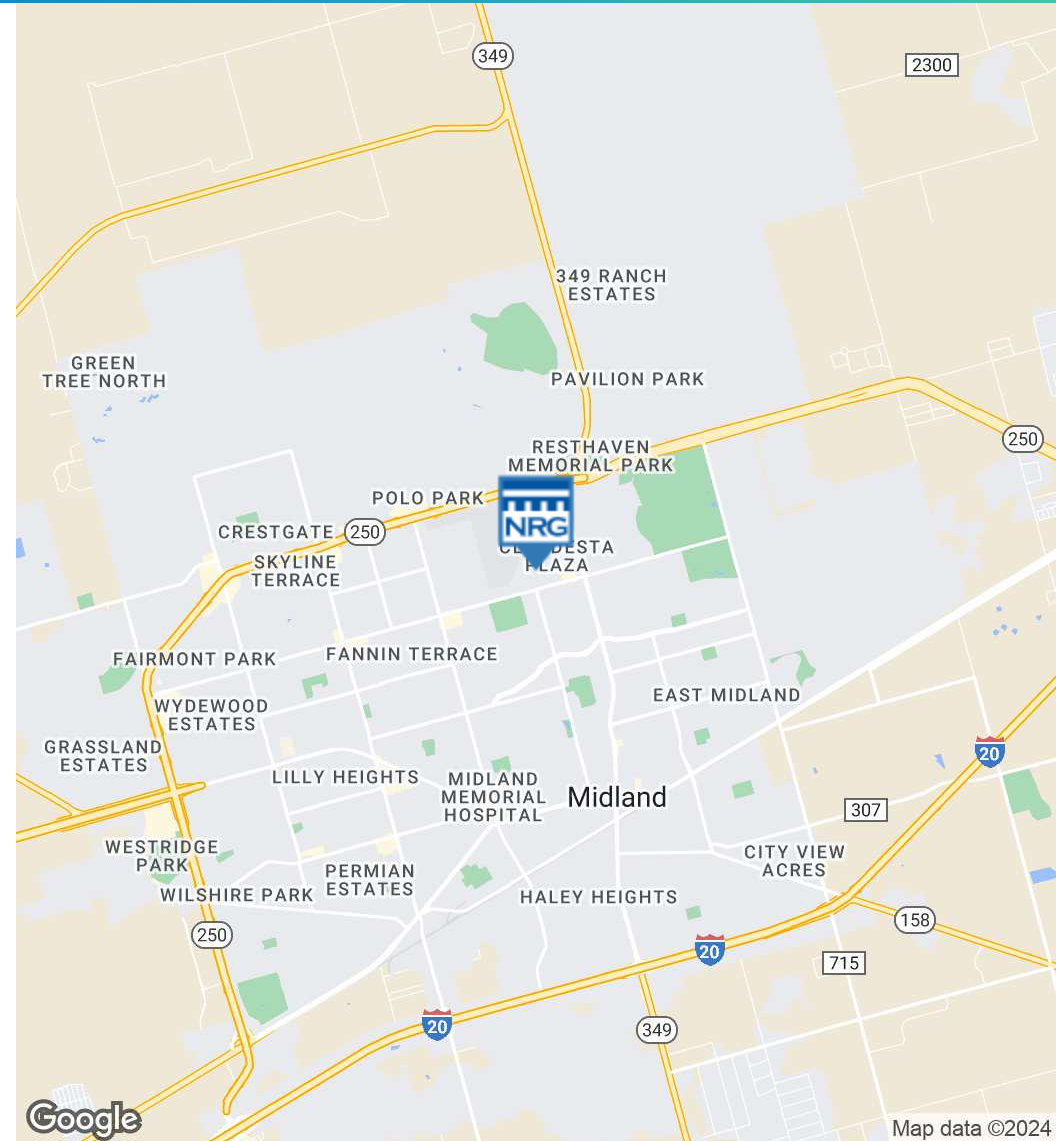 349
2300
349 RANCH
ESTATES
GREEN
TREE NORTH
PAVILION PARK
250
RESTHAVEN
MEMORIAL PARK
POLO PARK
NRG
CRESTGATE
250
DESTA
PLAZA
SKYLINE
TERRACE
FANNIN TERRACE
FAIRMONT PARK
EAST MIDLAND
WYDEWOOD
ESTATES
GRASSLAND
ESTATES
20
LILLY HEIGHTS
MIDLAND
MEMORIAL
HOSPITAL
Midland
307
WESTRIDGE
PARK
CITY VIEW
ACRES
PERMIAN
ESTATES
WILSHIRE PARK
HALEY HEIGHTS
158
250
20
715
20
349
Google
Map data ©2024